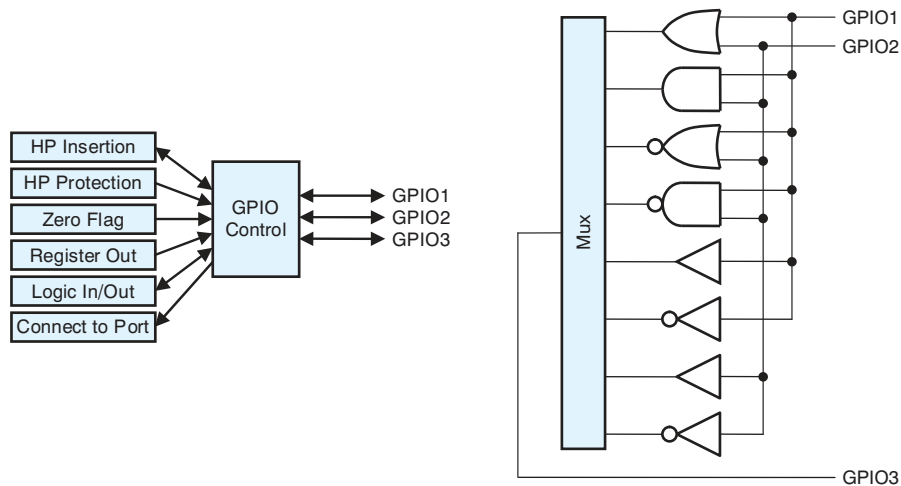 HP Insertion
HP Protection
Zero Flag
Register Out
Logic In/Out
Connect to Port
GPIO
Control
GPIO1
GPIO2
GPIO3
Mux
GPIO1
GPIO2
GPIO3